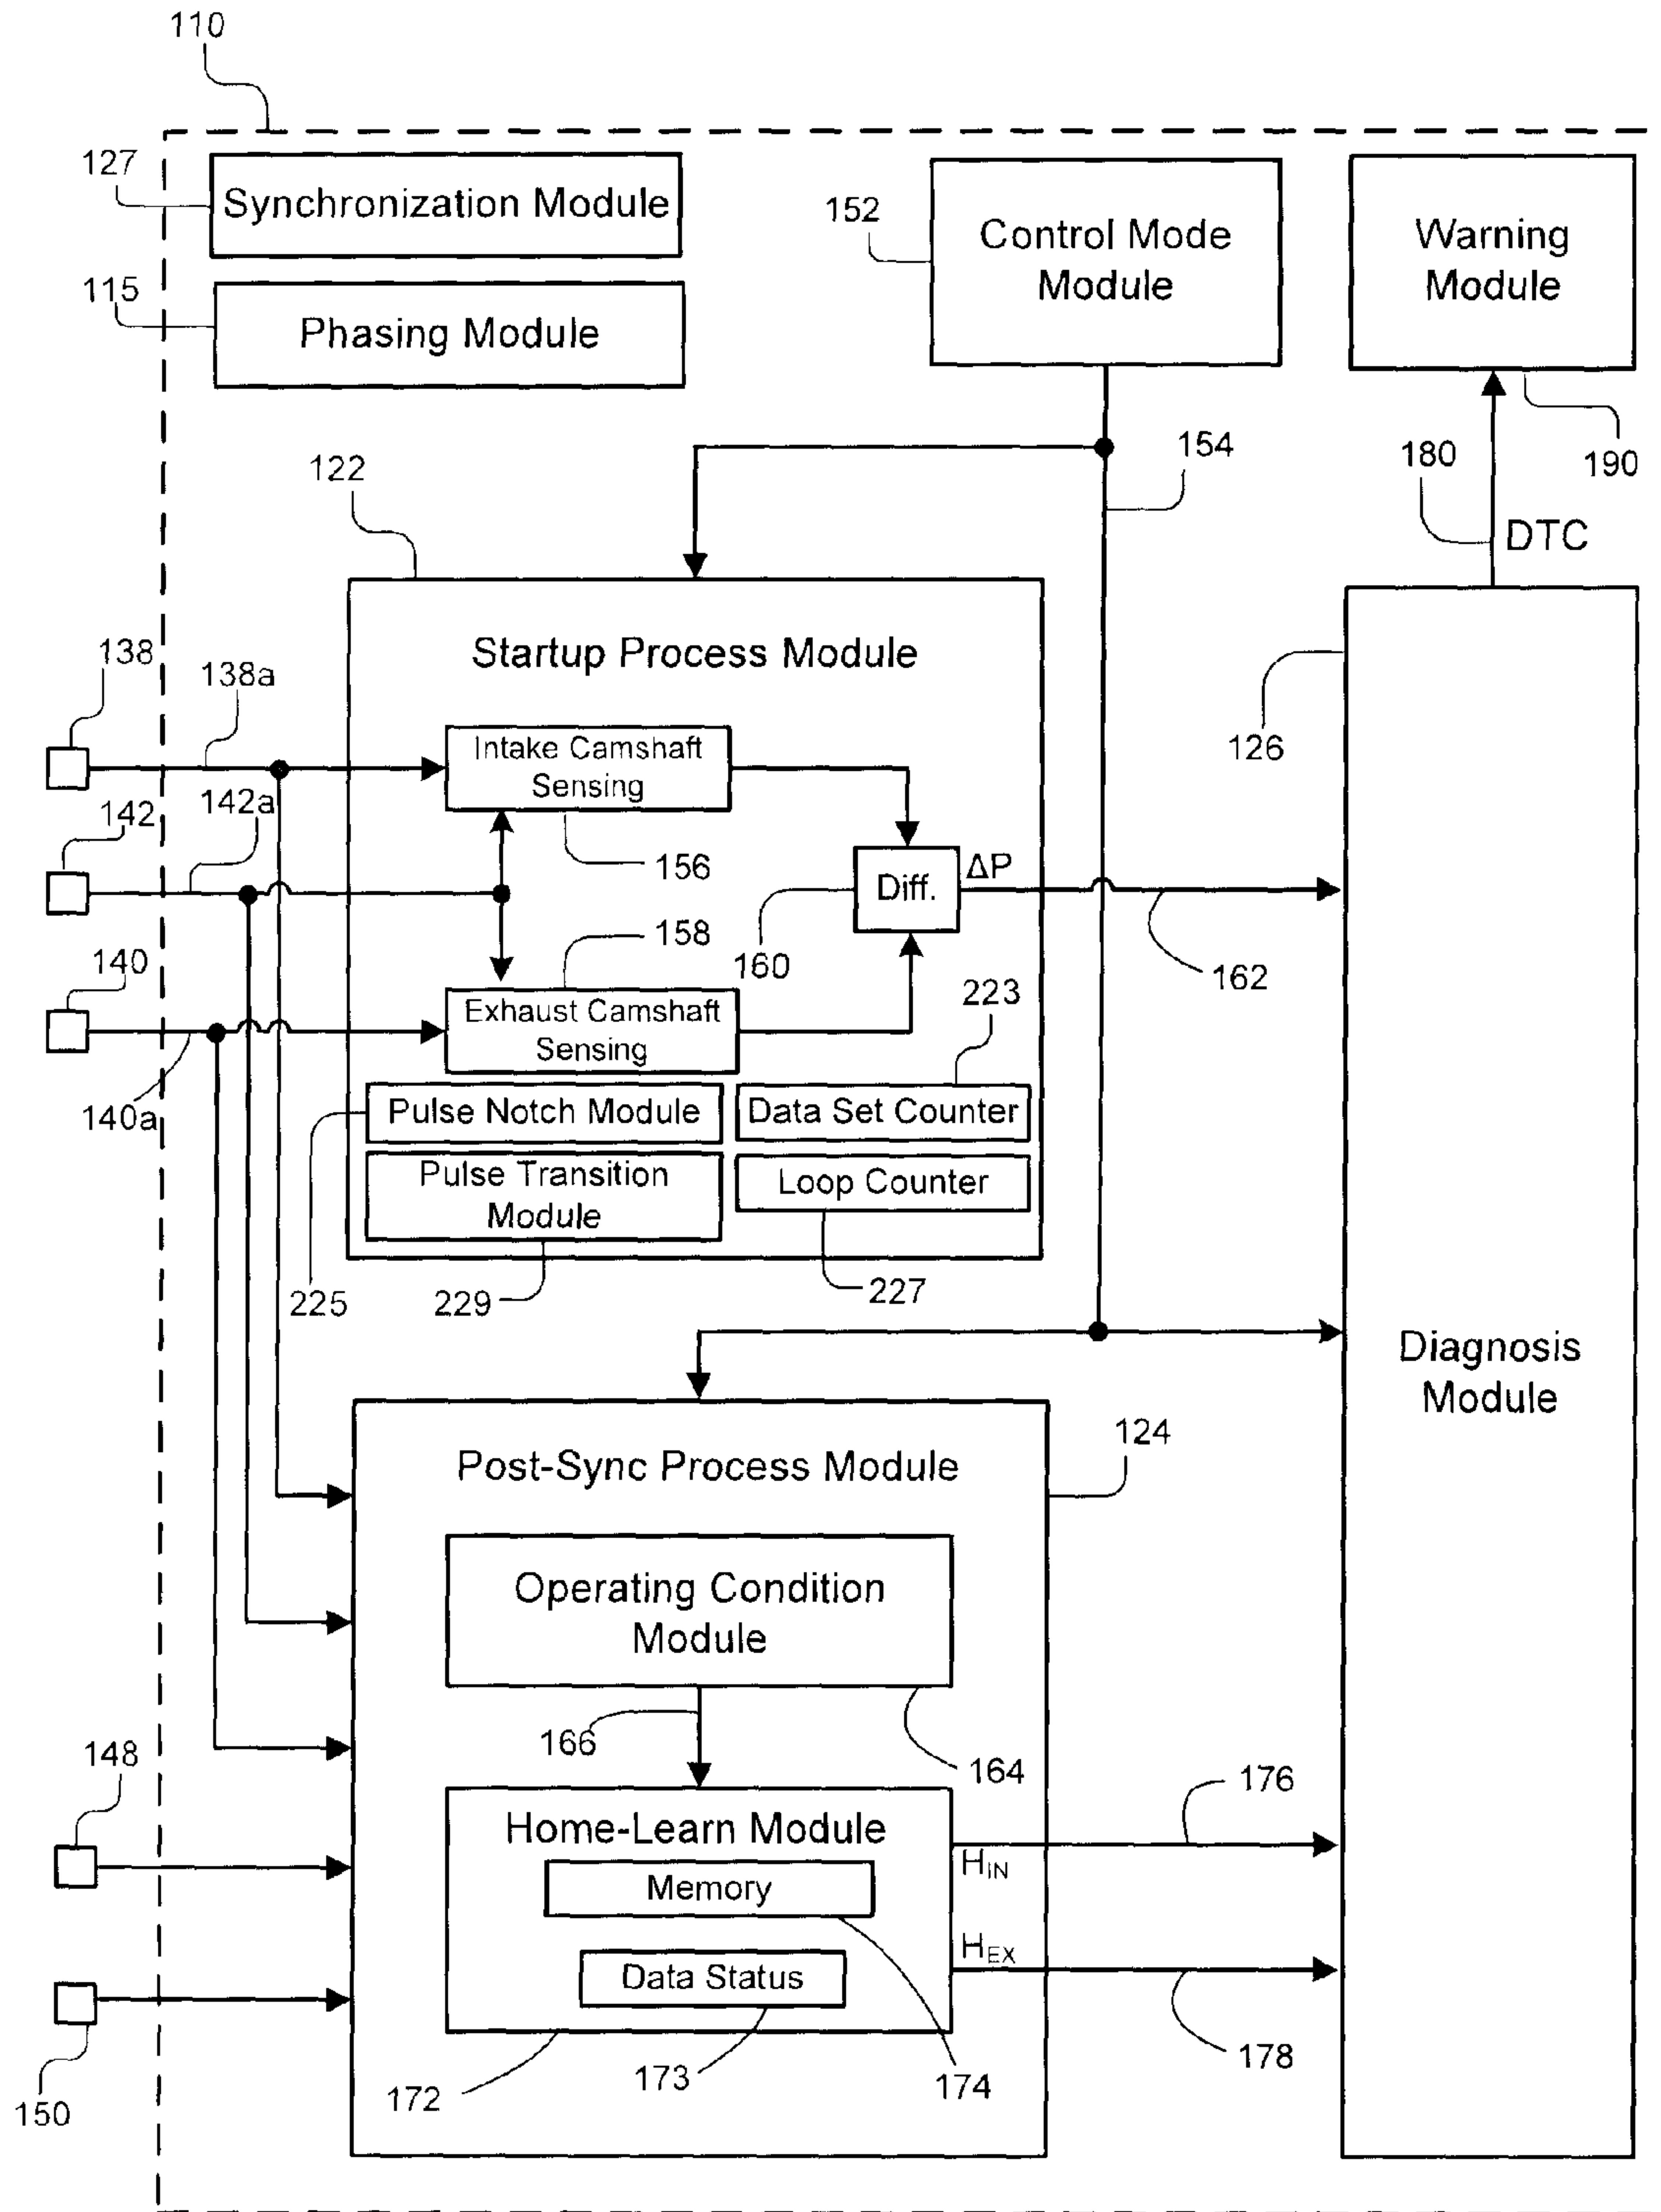 110
127
Synchronization Module
152
Control Mode
Module
Warning
Module
115
Phasing Module
154
180
190
122
DTC
Startup Process Module
138
138a
126
Intake Camshaft
Sensing
142
142a
156
ΔP
Diff.
158
160
162
140
223
Exhaust Camshaft
Sensing
140a
Pulse Notch Module
Data Set Counter
Pulse Transition
Module
Loop Counter
225
229
227
Diagnosis
Module
124
Post-Sync Process Module
Operating Condition
Module
166
164
148
176
Home-Learn Module
HIN
Memory
HEX
Data Status
178
173
174
172
150